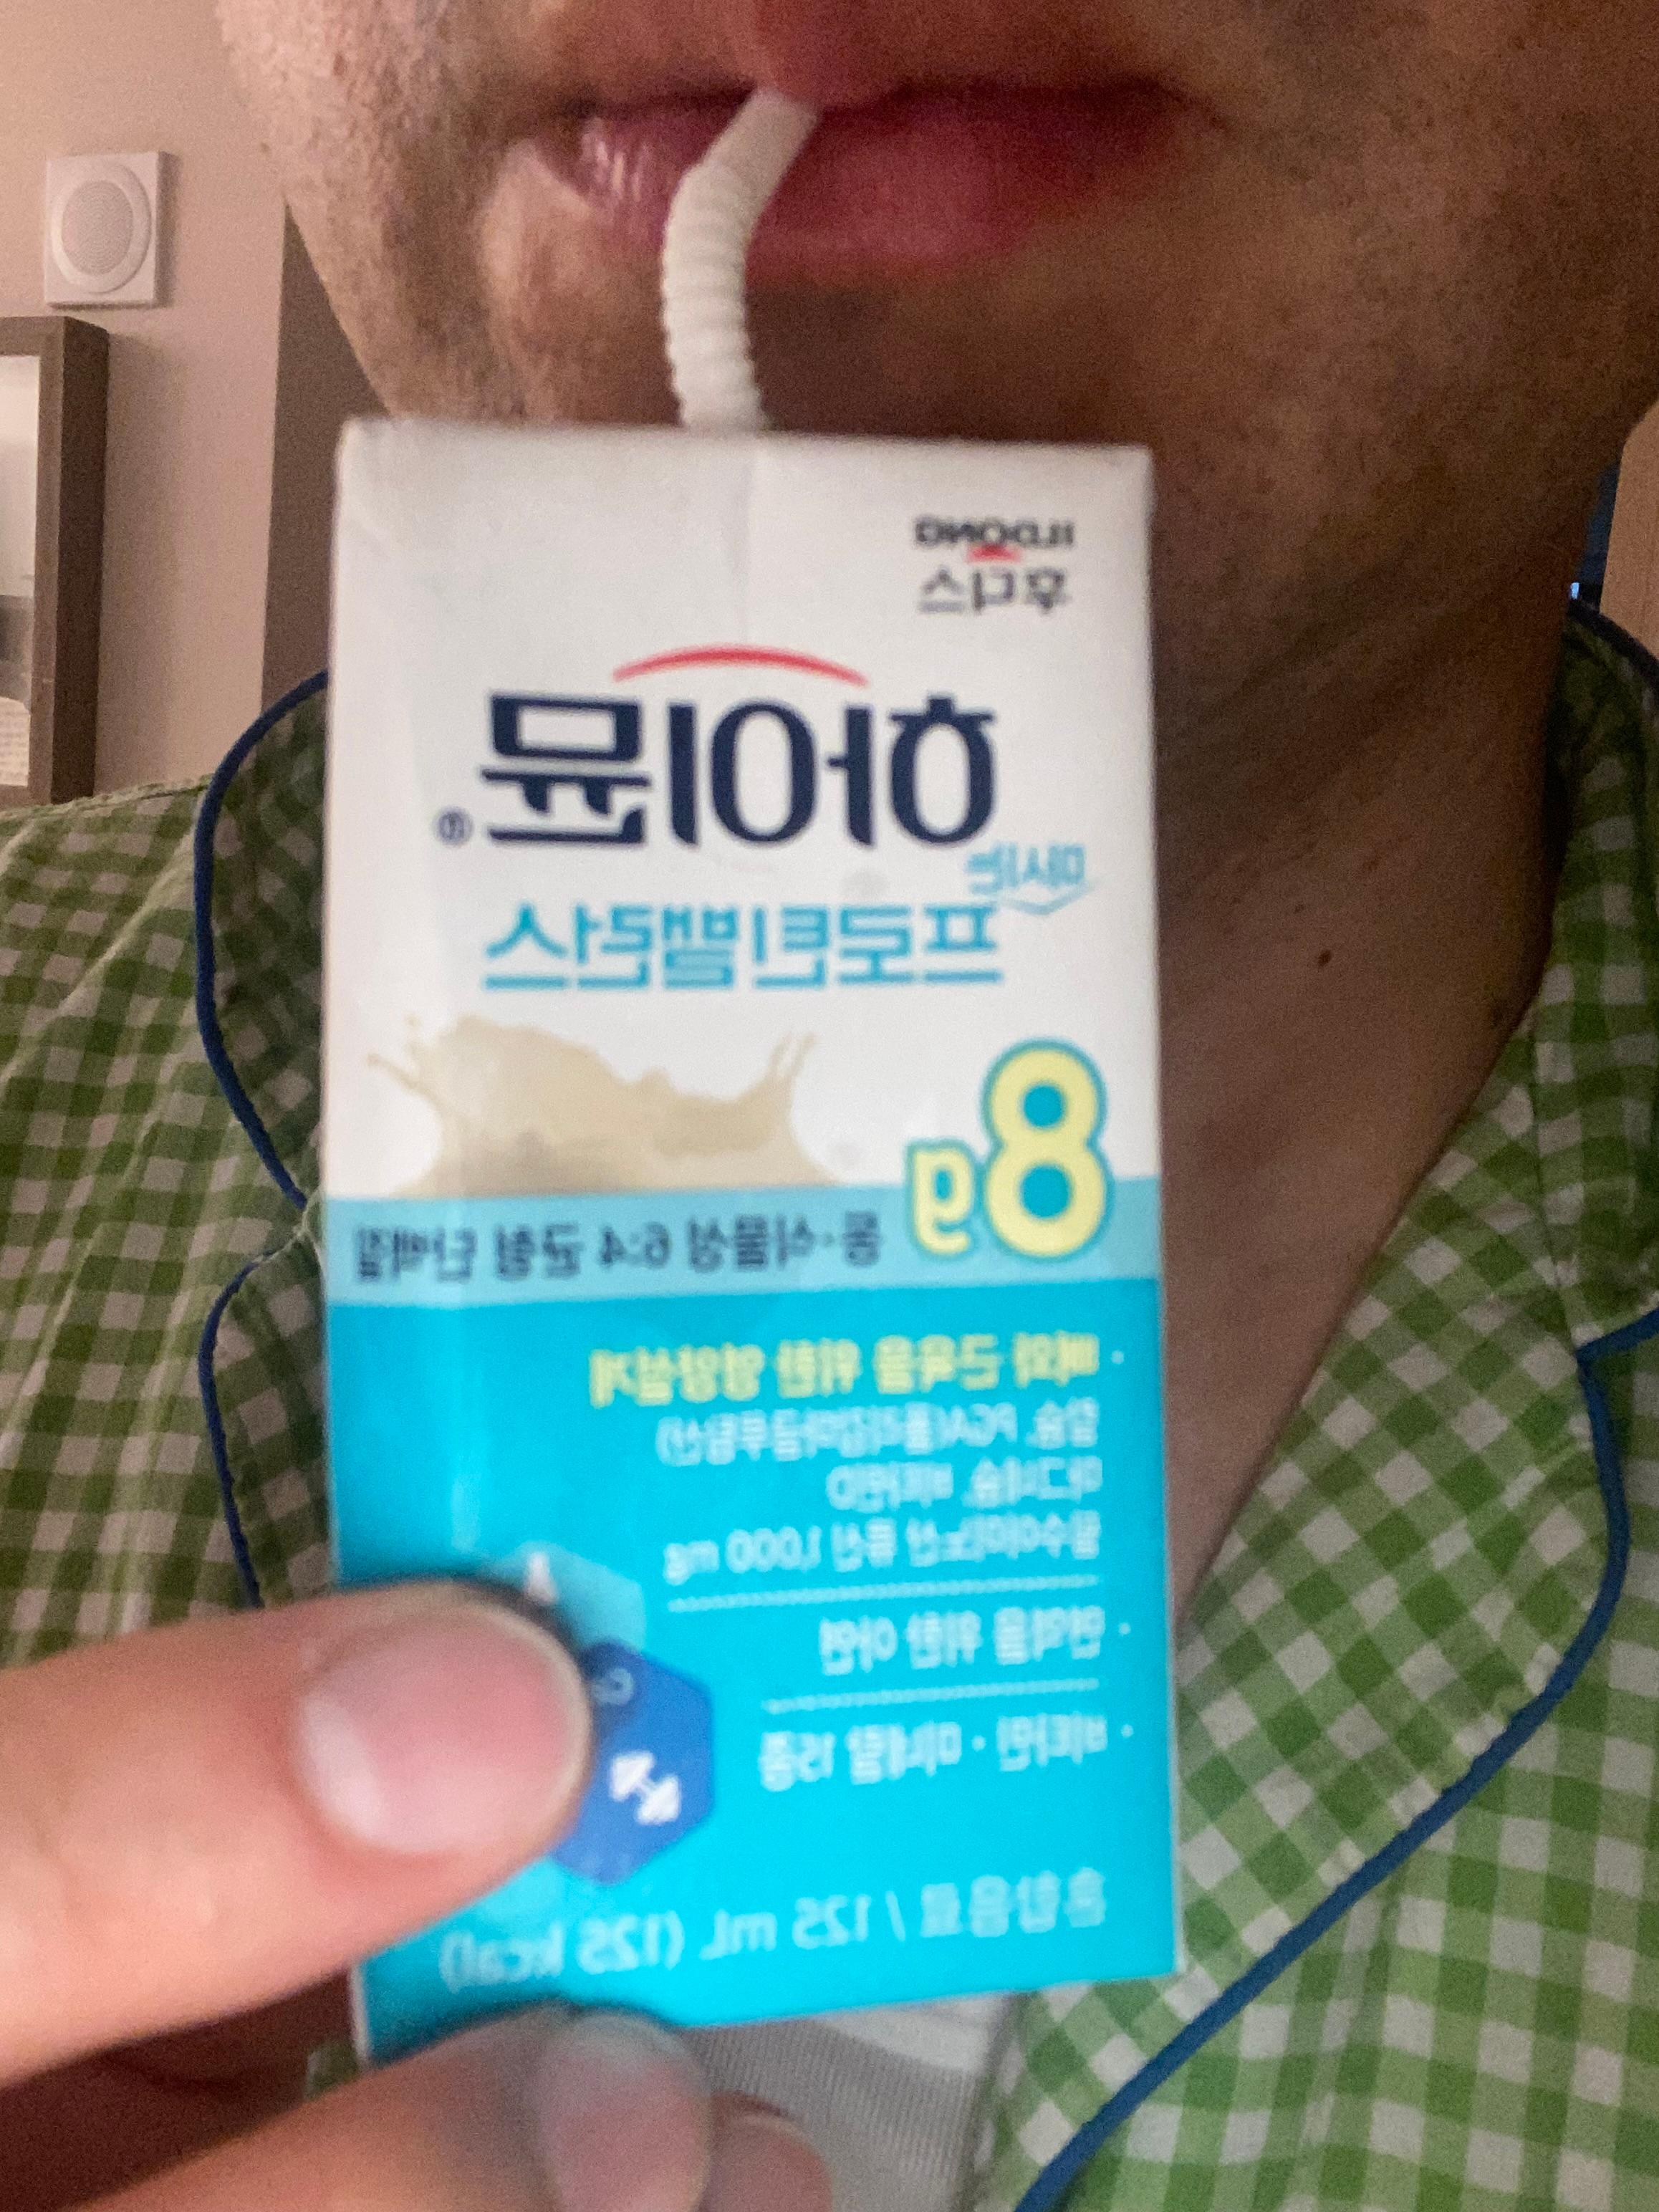 ILDONG
후디스
하이뮨®
마시는
프로틴밸런스
8g
동·식물성 6:4 균형 단백질
· 뼈와 근육을 위한 영양설계
칼슘, PGA(폴리감마글루탐산)
마그네슘, 비타민D
필수아미노산 류신 1,000 mg
· 면역을 위한 아연
· 비타민·미네랄 15종
혼합음료 / 125 mL (125 kcal)